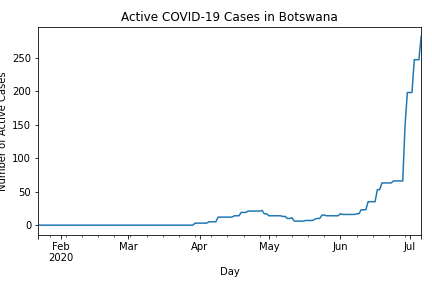 Active COVID-19 Cases in Botswana
Number of Active Cases
250
200
150
100
50
0
Feb
2020
Mar
Apr
May
Jun
Jul
Day